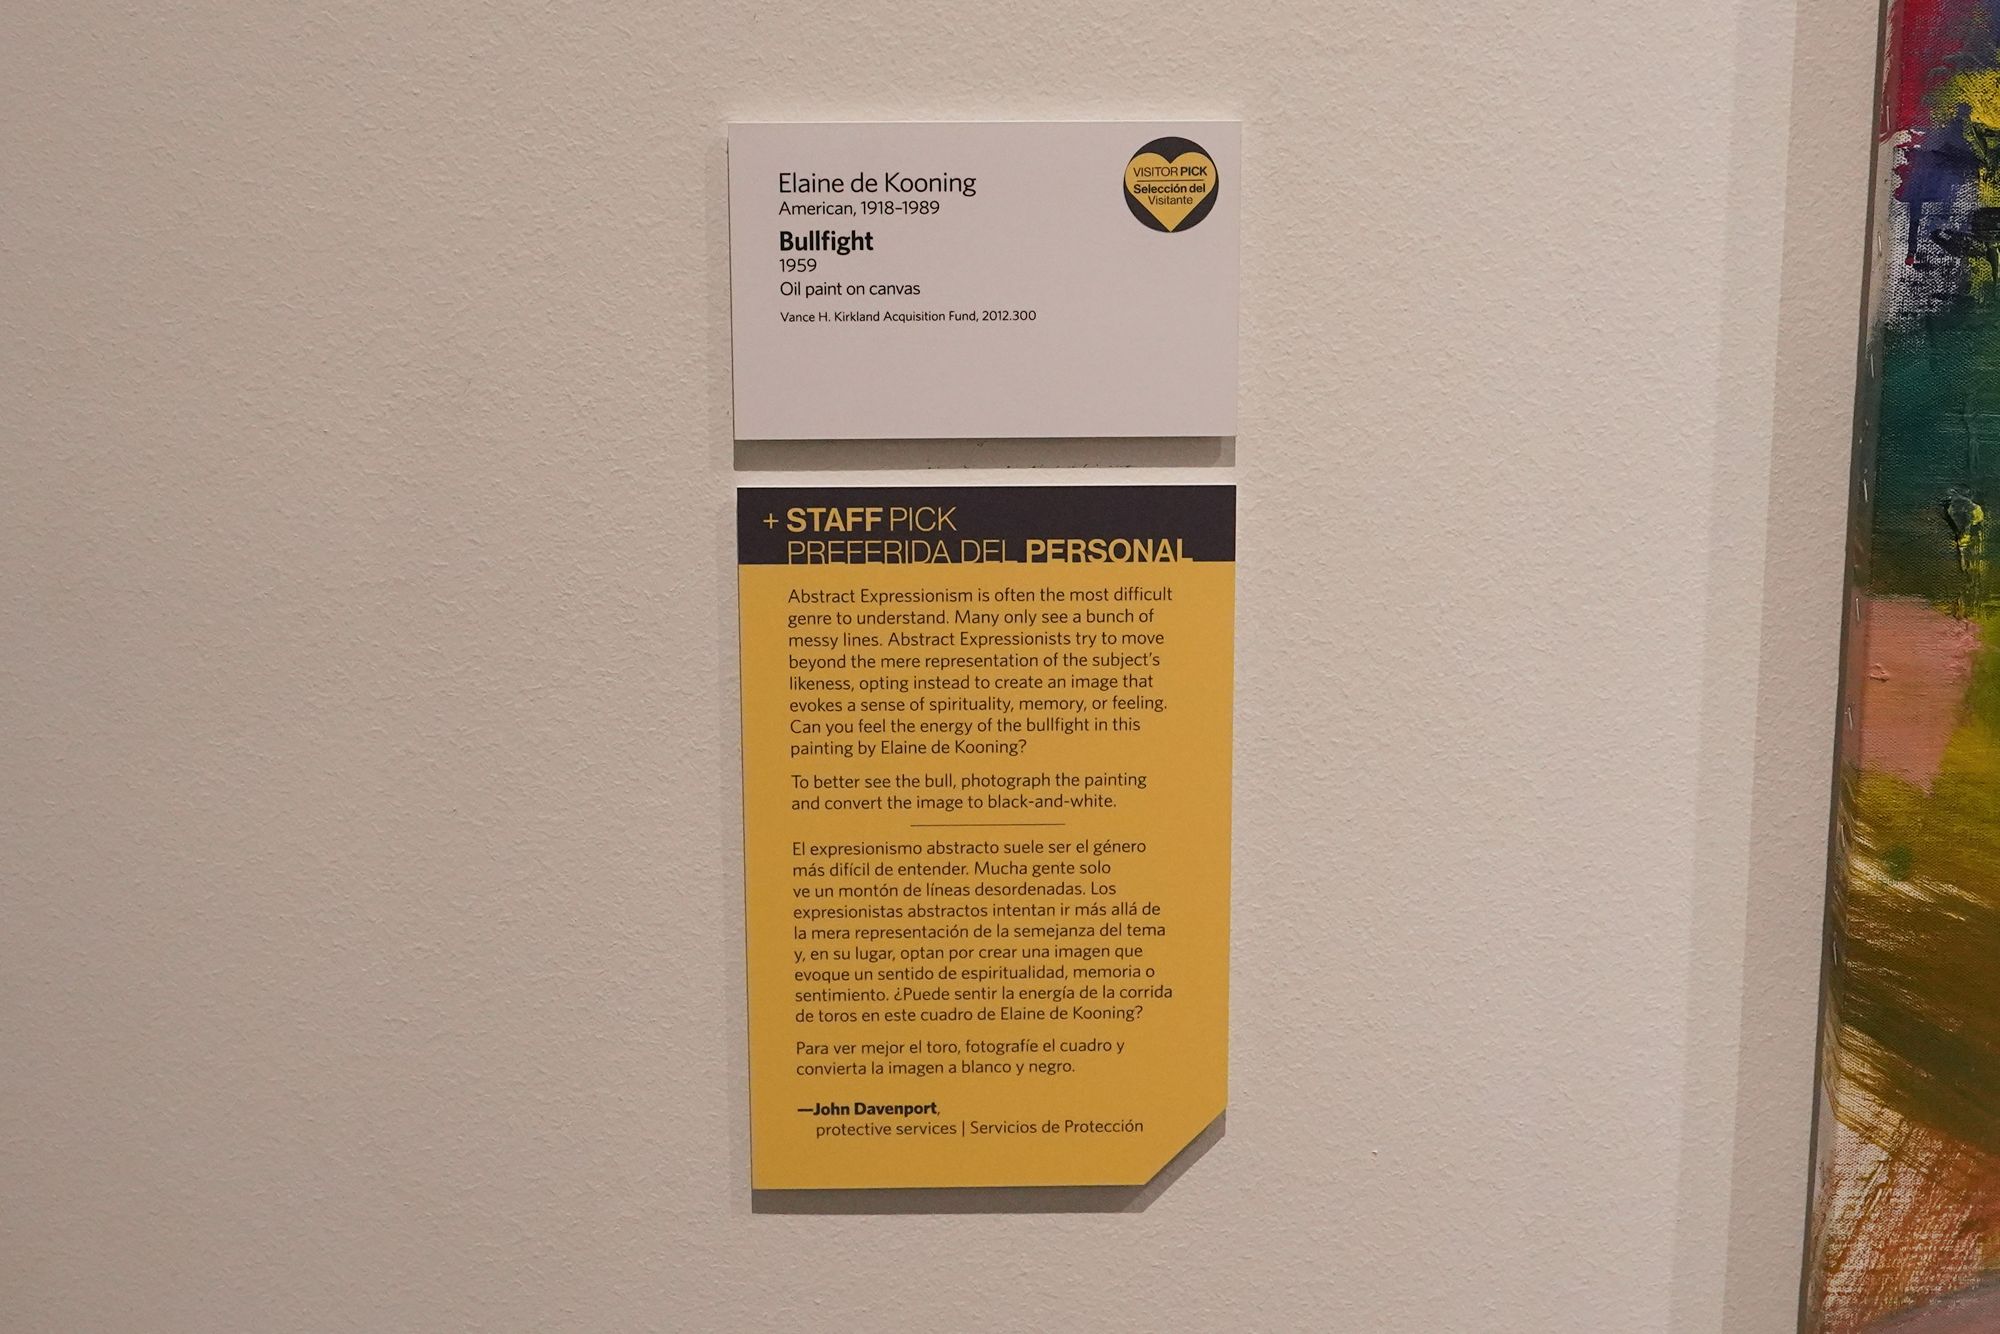 Elaine de Kooning
American, 1918–1989
Bullfight
1959
Oil paint on canvas
Vance H. Kirkland Acquisition Fund, 2012.300
VISITOR PICK
Selección del
Visitante
+ STAFF PICK
PREFERIDA DEL PERSONAL
Abstract Expressionism is often the most difficult
genre to understand. Many only see a bunch of
messy lines. Abstract Expressionists try to move
beyond the mere representation of the subject's
likeness, opting instead to create an image that
evokes a sense of spirituality, memory, or feeling.
Can you feel the energy of the bullfight in this
painting by Elaine de Kooning?
To better see the bull, photograph the painting
and convert the image to black-and-white.
El expresionismo abstracto suele ser el género
más difícil de entender. Mucha gente solo
ve un montón de líneas desordenadas. Los
expresionistas abstractos intentan ir más allá de
la mera representación de la semejanza del tema
y, en su lugar, optan por crear una imagen que
evoque un sentido de espiritualidad, memoria o
sentimiento. ¿Puede sentir la energía de la corrida
de toros en este cuadro de Elaine de Kooning?
Para ver mejor el toro, fotografíe el cuadro y
convierta la imagen a blanco y negro.
—John Davenport,
protective services | Servicios de Protección